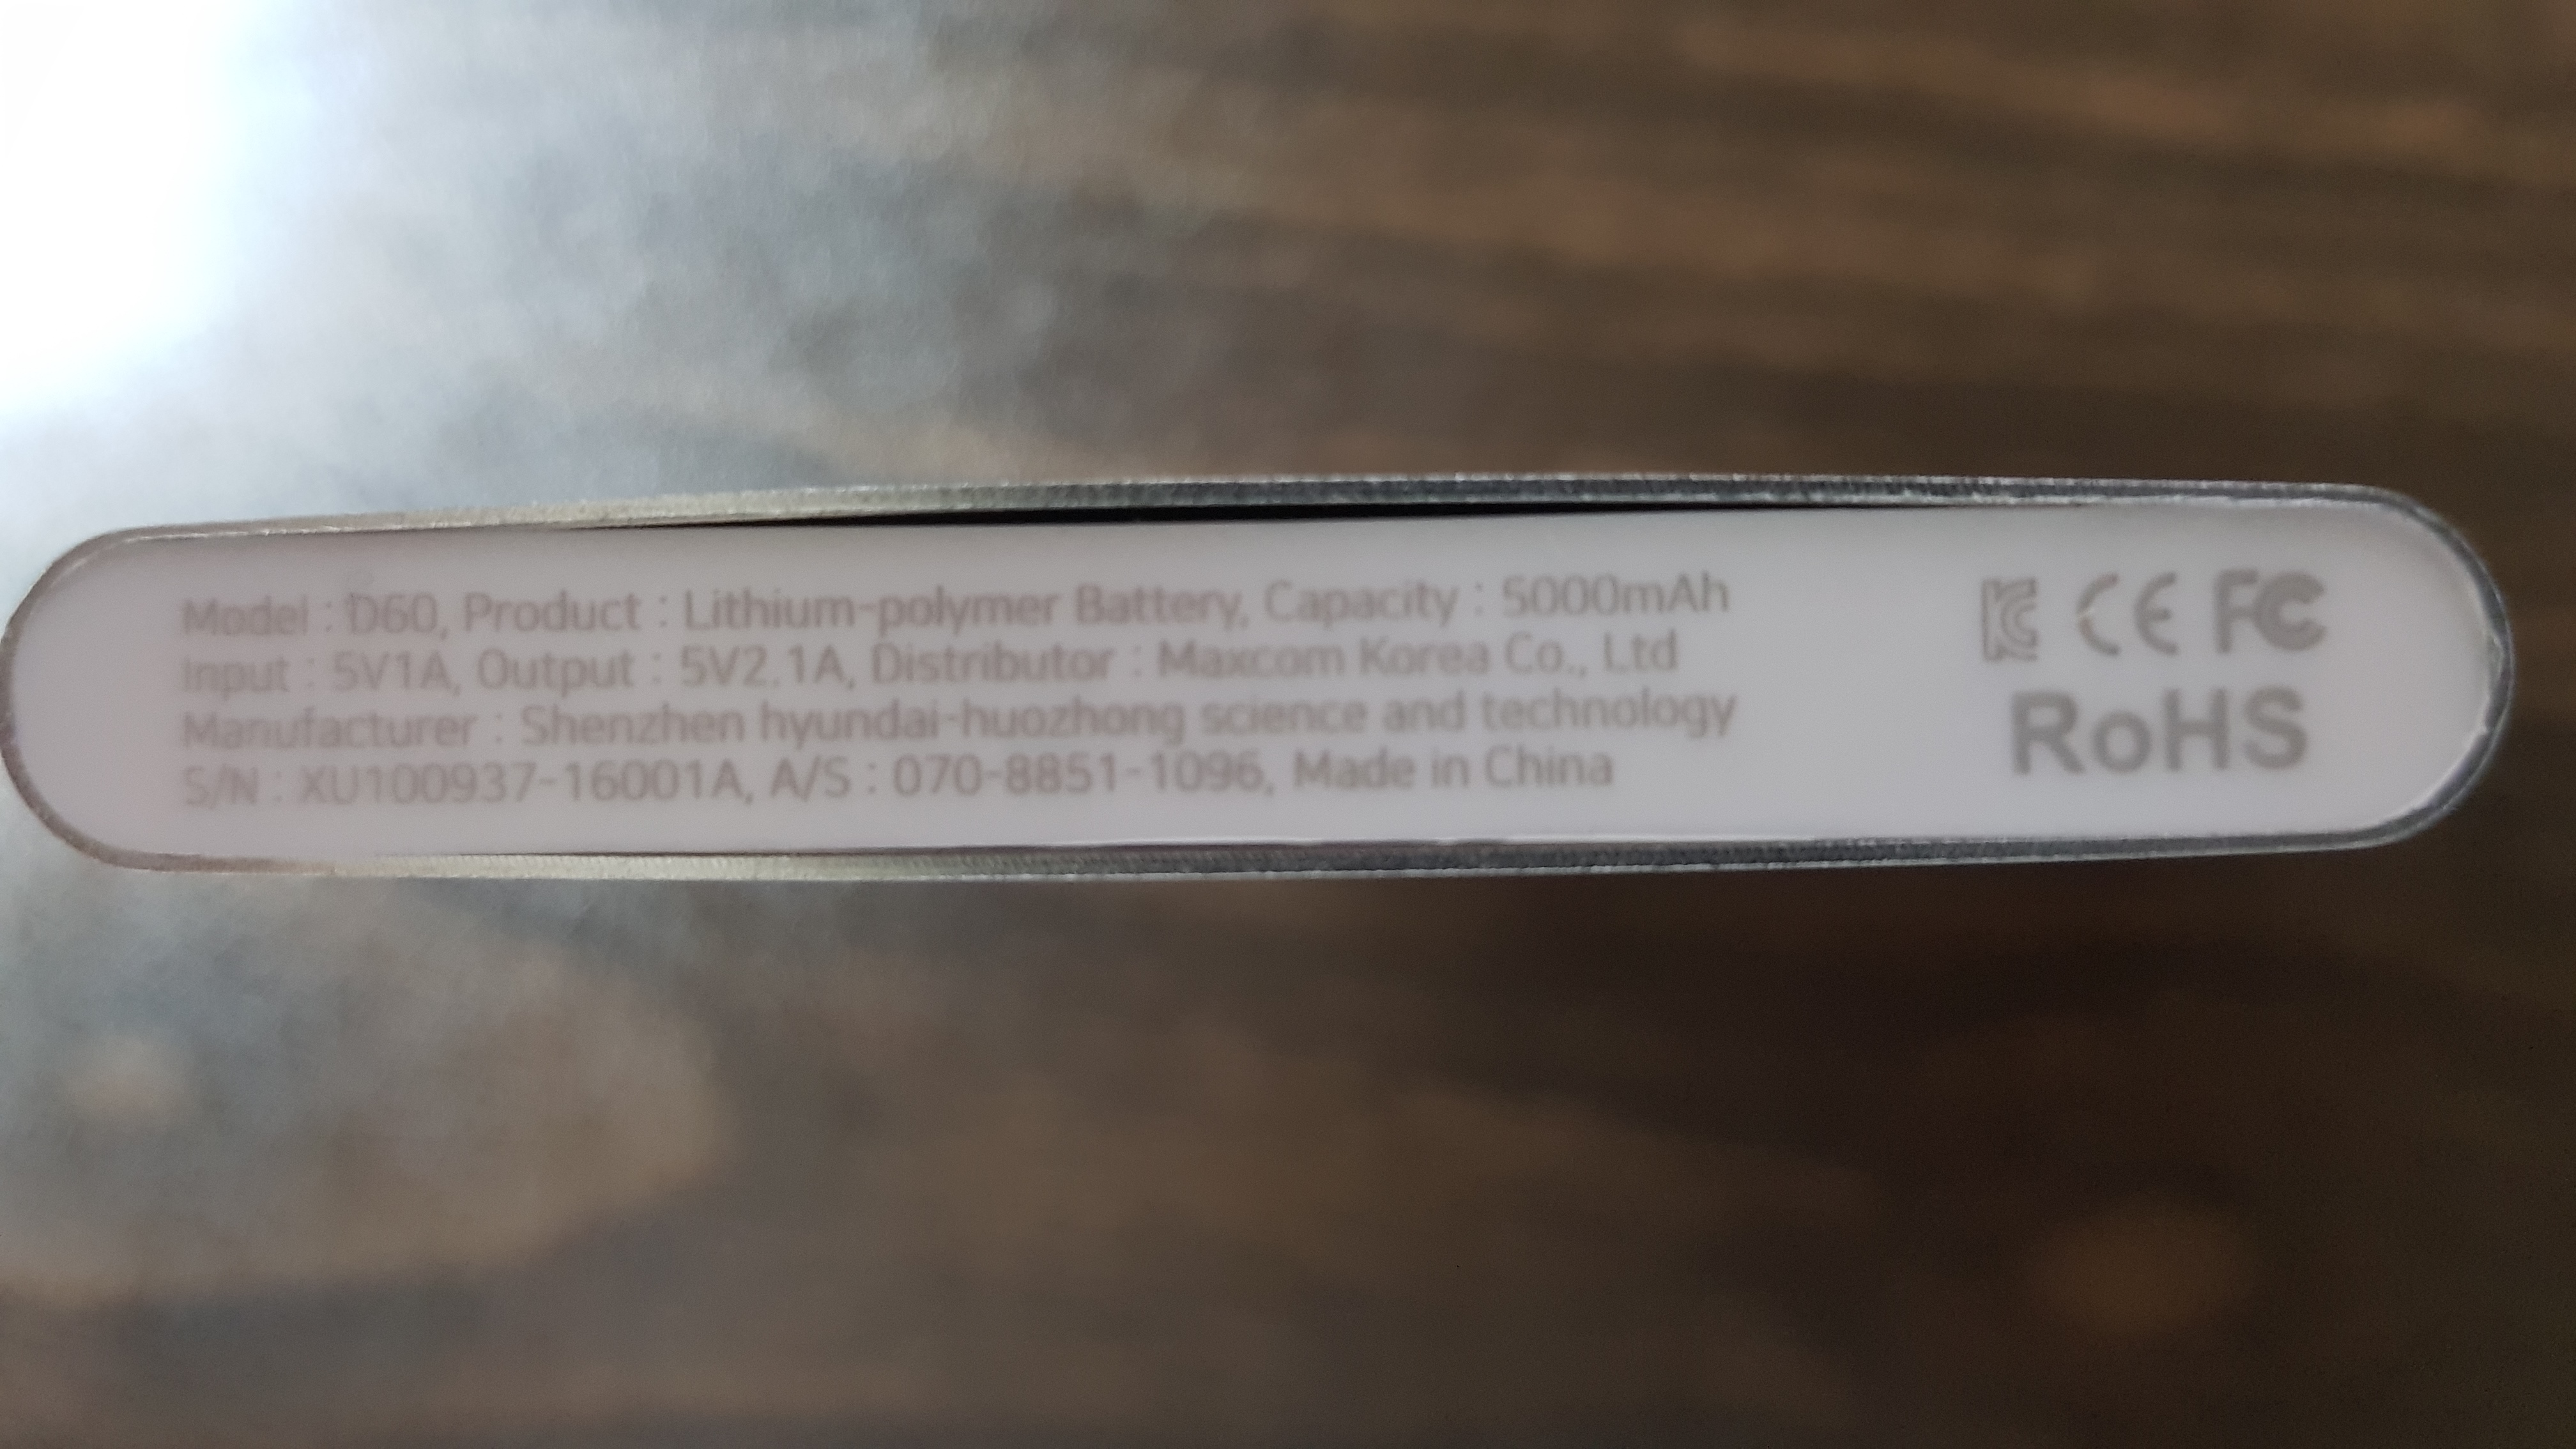 Model : D60, Product : Lithium-polymer Battery, Capacity : 5000mAh
Input : 5V1A, Output : 5V2.1A, Distributor : Maxcom Korea Co., Ltd
Manufacturer : Shenzhen hyundai-huozhong science and technology
S/N : XU100937-16001A, A/S : 070-8851-1096, Made in China
KC CE FC
RoHS